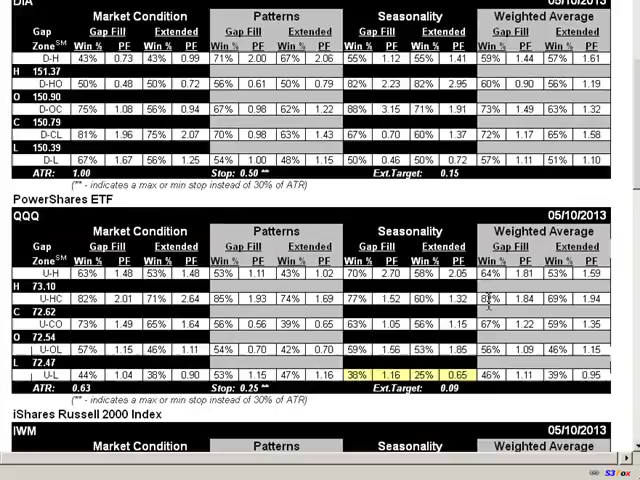 DIA 05/10/2013
Market Condition Patterns Seasonality Weighted Average
Gap Gap Fill Extended Gap Fill Extended Gap Fill Extended Gap Fill Extended
Zone SM Win % PF Win % PF Win % PF Win % PF Win % PF Win % PF Win % PF Win % PF
D-H 43% 0.73 43% 0.99 71% 2.00 67% 2.06 55% 1.12 55% 1.41 59% 1.44 57% 1.61
H 151.37
D-HO 50% 0.48 50% 0.72 56% 0.61 50% 0.79 82% 2.23 82% 2.95 60% 0.90 56% 1.19
O 150.90
D-OC 75% 1.08 56% 0.94 67% 0.98 62% 1.22 88% 3.15 71% 1.91 73% 1.49 63% 1.32
C 150.79
D-CL 81% 1.96 75% 2.07 70% 0.98 63% 1.43 67% 0.70 60% 1.37 72% 1.17 65% 1.58
L 150.39
D-L 67% 1.67 56% 1.25 54% 1.00 48% 1.15 50% 0.46 50% 0.72 57% 1.11 51% 1.10
ATR: 1.00 Stop: 0.50 ** Ext.Target: 0.15
(** - indicates a max or min stop instead of 30% of ATR)
PowerShares ETF
QQQ 05/10/2013
Market Condition Patterns Seasonality Weighted Average
Gap Gap Fill Extended Gap Fill Extended Gap Fill Extended Gap Fill Extended
Zone SM Win % PF Win % PF Win % PF Win % PF Win % PF Win % PF Win % PF Win % PF
U-H 63% 1.48 53% 1.48 53% 1.11 43% 1.02 70% 2.70 58% 2.05 64% 1.81 53% 1.59
H 73.10
U-HC 82% 2.01 71% 2.64 85% 1.93 74% 1.69 77% 1.52 60% 1.32 1.84 69% 1.94
C 72.62
U-CO 73% 1.49 65% 1.64 56% 0.56 39% 0.65 63% 1.05 56% 1.15 67% 1.22 59% 1.35
O 72.54
U-OL 57% 1.15 46% 1.11 54% 0.70 42% 0.70 59% 1.56 53% 1.85 56% 1.09 46% 1.15
L 72.47
U-L 44% 1.04 38% 0.90 53% 1.15 47% 1.16 38% 1.16 25% 0.65 46% 1.11 39% 0.95
ATR: 0.63 Stop: 0.25 ** Ext.Target: 0.09
(** - indicates a max or min stop instead of 30% of ATR)
iShares Russell 2000 Index
IWM 05/10/2013
Market Condition Patterns Seasonality Weighted Average
S3Fox